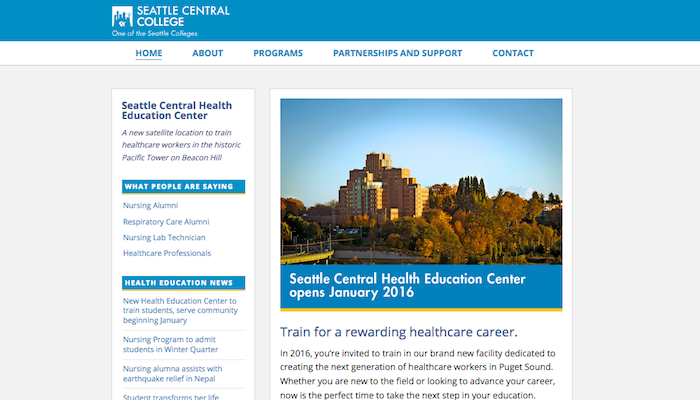 SEATTLE CENTRAL
COLLEGE
One of the Seattle Colleges
HOME ABOUT PROGRAMS PARTNERSHIPS AND SUPPORT CONTACT
Seattle Central Health
Education Center
A new satellite location to train
healthcare workers in the historic
Pacific Tower on Beacon Hill
WHAT PEOPLE ARE SAYING
Nursing Alumni
Respiratory Care Alumni
Nursing Lab Technician
Healthcare Professionals
HEALTH EDUCATION NEWS
New Health Education Center to
train students, serve community
beginning January
Nursing Program to admit
students in Winter Quarter
Nursing alumna assists with
earthquake relief in Nepal
Student transforms her life
Seattle Central Health Education Center
opens January 2016
Train for a rewarding healthcare career.
In 2016, you're invited to train in our brand new facility dedicated to
creating the next generation of healthcare workers in Puget Sound.
Whether you are new to the field or looking to advance your career,
now is the perfect time to take the next step in your education.